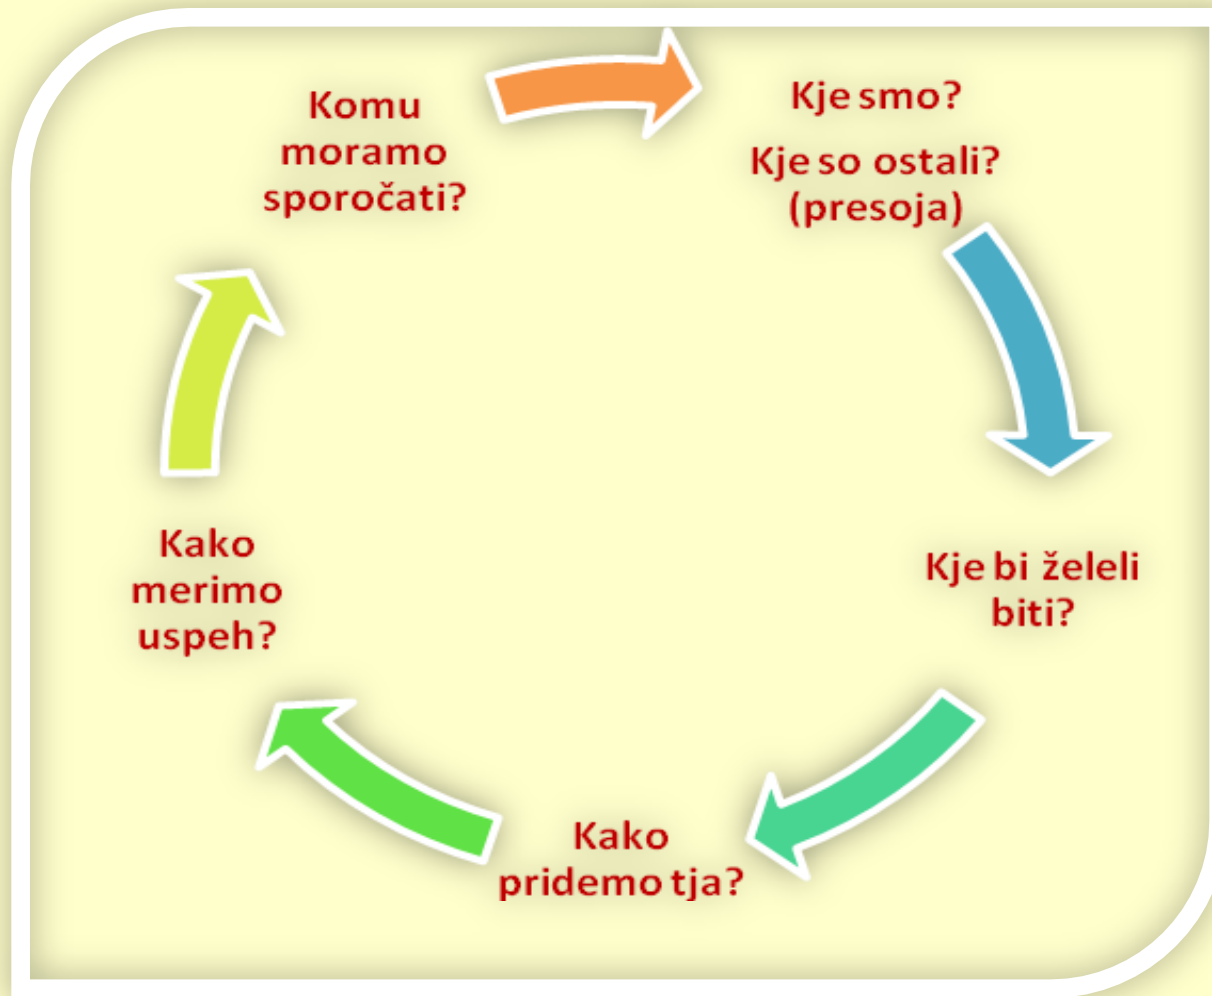 Komu
moramo
sporočati?
Kje smo?
Kje so ostali?
(presoja)
Kje bi želeli
biti?
Kako
pridemo tja?
Kako
merimo
uspeh?